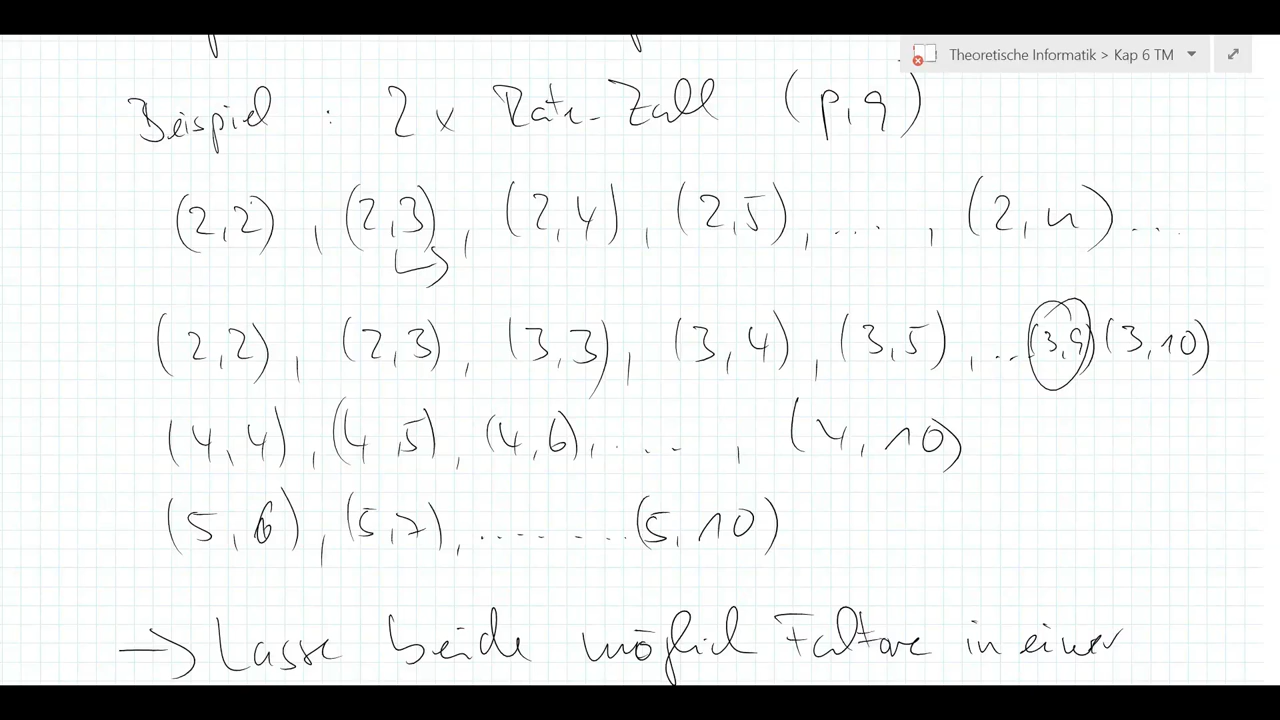 Theoretische Informatik > Kap 6 TM
Beispiel : 2 x Rate-Zahl (p,q)
(2,2) , (2,3) , (2,4) , (2,5) , .... , (2,n) ...
(2,2) , (2,3) , (3,3) , (3,4) , (3,5) , ... (3,9) (3,10)
(4,4) , (4,5) , (4,6) , .... , (4,10)
(5,6) , (5,7) , ........ (5,10)
→ Lasse beide möglich Faktore in einer